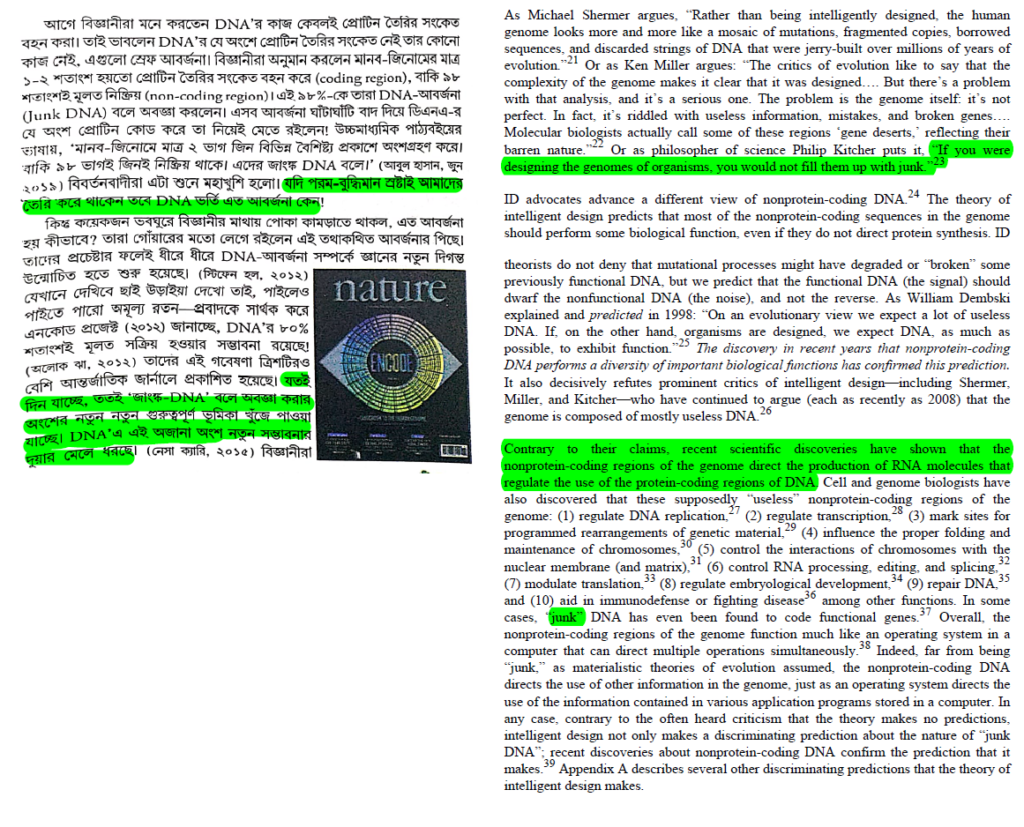 আগে বিজ্ঞানীরা মনে করতেন DNA'র কাজ কেবলই প্রোটিন তৈরির সংকেত
বহন করা। তাই ভাবলেন DNA'র যে অংশে প্রোটিন তৈরির সংকেত নেই তার কোনো
কাজ নেই, এগুলো স্রেফ আবর্জনা। বিজ্ঞানীরা অনুমান করলেন মানব-জিনোমের মাত্র
১-২ শতাংশ হয়তো প্রোটিন তৈরির সংকেত বহন করে (coding region), বাকি ৯৮
শতাংশই মূলত নিষ্ক্রিয় (non-coding region)। এই ৯৮%-কে তারা DNA-আবর্জনা
(Junk DNA) বলে অবজ্ঞা করলেন। এসব আবর্জনা ঘাঁটাঘাঁটি বাদ দিয়ে ডিএনএ-র
যে অংশ প্রোটিন কোড করে তা নিয়েই মেতে রইলেন! উচ্চমাধ্যমিক পাঠ্যবইয়ের
ভাষায়, 'মানব-জিনোমে মাত্র ২ ভাগ জিন বিভিন্ন বৈশিষ্ট্য প্রকাশে অংশগ্রহণ করে।
বাকি ৯৮ ভাগই জিনই নিষ্ক্রিয় থাকে। এদের জাংক DNA বলে।' (আবুল হাসান, জুন
২০১৯) বিবর্তনবাদীরা এটা শুনে মহাখুশি হলো। যদি পরম-বুদ্ধিমান স্রষ্টাই আমাদের
তৈরি করে থাকেন তবে DNA ভর্তি এত আবর্জনা কেন!
কিন্তু কয়েকজন ভবঘুরে বিজ্ঞানীর মাথায় পোকা কামড়াতে থাকল, এত আবর্জনা
হয় কীভাবে? তারা গোঁয়ারের মতো লেগে রইলেন এই তথাকথিত আবর্জনার পিছে।
তাদের প্রচেষ্টার ফলেই ধীরে ধীরে DNA-আবর্জনা সম্পর্কে জ্ঞানের নতুন দিগন্ত
উন্মোচিত হতে শুরু হয়েছে। (স্টিফেন হল, ২০১২)
যেখানে দেখিবে ছাই উড়াইয়া দেখো তাই, পাইলেও
পাইতে পারো অমূল্য রতন—প্রবাদকে সার্থক করে
এনকোড প্রজেক্ট (২০১২) জানাচ্ছে, DNA'র ৮০%
শতাংশই মূলত সক্রিয় হওয়ার সম্ভাবনা রয়েছে!
(অলোক ঝা, ২০১২) তাদের এই গবেষণা ত্রিশটিরও
বেশি আন্তর্জাতিক জার্নালে প্রকাশিত হয়েছে। যতই
দিন যাচ্ছে, ততই 'জাংক-DNA' বলে অবজ্ঞা করার
অংশের নতুন নতুন গুরুত্বপূর্ণ ভূমিকা খুঁজে পাওয়া
যাচ্ছে। DNA'এ এই অজানা অংশ নতুন সম্ভাবনার
দুয়ার মেলে ধরছে। (নেসা ক্যারি, ২০১৫) বিজ্ঞানীরা
nature
ENCODE
As Michael Shermer argues, “Rather than being intelligently designed, the human
genome looks more and more like a mosaic of mutations, fragmented copies, borrowed
sequences, and discarded strings of DNA that were jerry-built over millions of years of
evolution.”21 Or as Ken Miller argues: “The critics of evolution like to say that the
complexity of the genome makes it clear that it was designed…. But there’s a problem
with that analysis, and it’s a serious one. The problem is the genome itself: it’s not
perfect. In fact, it’s riddled with useless information, mistakes, and broken genes….
Molecular biologists actually call some of these regions ‘gene deserts,’ reflecting their
barren nature.”22 Or as philosopher of science Philip Kitcher puts it, “If you were
designing the genomes of organisms, you would not fill them up with junk.”23
ID advocates advance a different view of nonprotein-coding DNA.24 The theory of
intelligent design predicts that most of the nonprotein-coding sequences in the genome
should perform some biological function, even if they do not direct protein synthesis. ID
theorists do not deny that mutational processes might have degraded or “broken” some
previously functional DNA, but we predict that the functional DNA (the signal) should
dwarf the nonfunctional DNA (the noise), and not the reverse. As William Dembski
explained and predicted in 1998: “On an evolutionary view we expect a lot of useless
DNA. If, on the other hand, organisms are designed, we expect DNA, as much as
possible, to exhibit function.”25 The discovery in recent years that nonprotein-coding
DNA performs a diversity of important biological functions has confirmed this prediction.
It also decisively refutes prominent critics of intelligent design—including Shermer,
Miller, and Kitcher—who have continued to argue (each as recently as 2008) that the
genome is composed of mostly useless DNA.26
Contrary to their claims, recent scientific discoveries have shown that the
nonprotein-coding regions of the genome direct the production of RNA molecules that
regulate the use of the protein-coding regions of DNA. Cell and genome biologists have
also discovered that these supposedly “useless” nonprotein-coding regions of the
genome: (1) regulate DNA replication,27 (2) regulate transcription,28 (3) mark sites for
programmed rearrangements of genetic material,29 (4) influence the proper folding and
maintenance of chromosomes,30 (5) control the interactions of chromosomes with the
nuclear membrane (and matrix),31 (6) control RNA processing, editing, and splicing,32
(7) modulate translation,33 (8) regulate embryological development,34 (9) repair DNA,35
and (10) aid in immunodefense or fighting disease36 among other functions. In some
cases, “junk” DNA has even been found to code functional genes.37 Overall, the
nonprotein-coding regions of the genome function much like an operating system in a
computer that can direct multiple operations simultaneously.38 Indeed, far from being
“junk,” as materialistic theories of evolution assumed, the nonprotein-coding DNA
directs the use of other information in the genome, just as an operating system directs the
use of the information contained in various application programs stored in a computer. In
any case, contrary to the often heard criticism that the theory makes no predictions,
intelligent design not only makes a discriminating prediction about the nature of “junk
DNA”; recent discoveries about nonprotein-coding DNA confirm the prediction that it
makes.39 Appendix A describes several other discriminating predictions that the theory of
intelligent design makes.